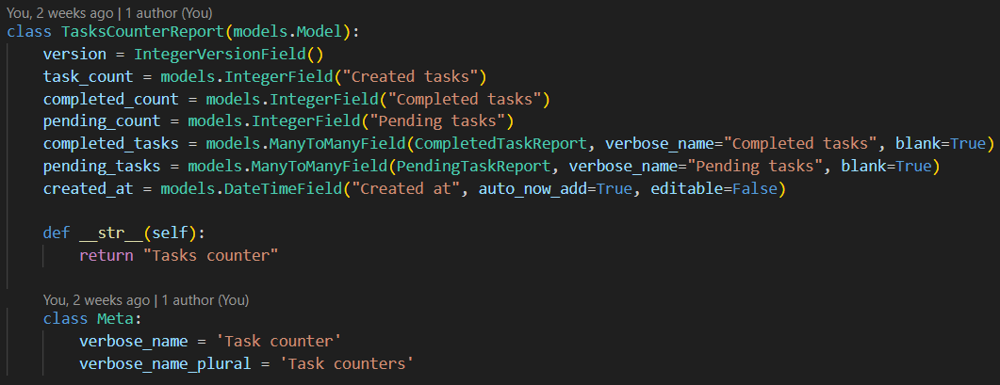 You, 2 weeks ago | 1 author (You)
class TasksCounterReport(models.Model):
    version = IntegerVersionField()
    task_count = models.IntegerField("Created tasks")
    completed_count = models.IntegerField("Completed tasks")
    pending_count = models.IntegerField("Pending tasks")
    completed_tasks = models.ManyToManyField(CompletedTaskReport, verbose_name="Completed tasks", blank=True)
    pending_tasks = models.ManyToManyField(PendingTaskReport, verbose_name="Pending tasks", blank=True)
    created_at = models.DateTimeField("Created at", auto_now_add=True, editable=False)
    def __str__(self):
        return "Tasks counter"
    You, 2 weeks ago | 1 author (You)
    class Meta:
        verbose_name = 'Task counter'
        verbose_name_plural = 'Task counters'